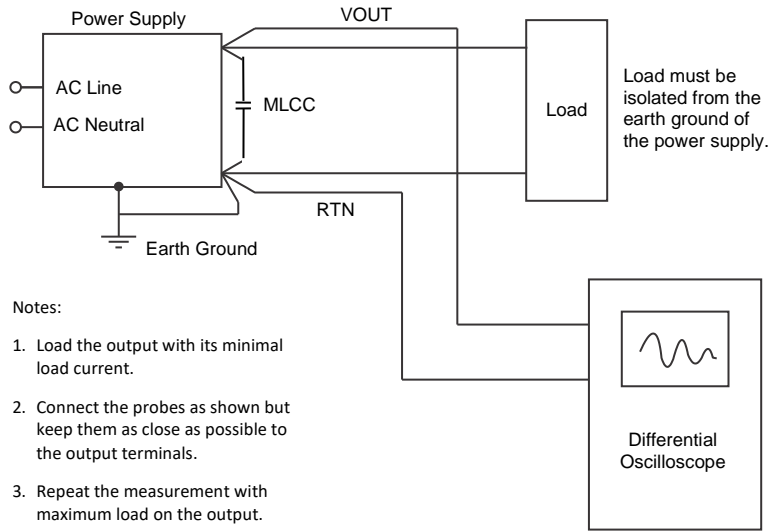 Power Supply
VOUT
AC Line
AC Neutral
MLCC
Load
Load must be
isolated from the
earth ground of
the power supply.
RTN
Earth Ground
Notes:
1. Load the output with its minimal
load current.
2. Connect the probes as shown but
keep them as close as possible to
the output terminals.
3. Repeat the measurement with
maximum load on the output.
Differential
Oscilloscope